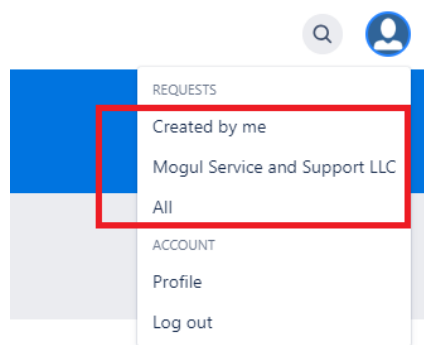 REQUESTS
Created by me
Mogul Service and Support LLC
All
ACCOUNT
Profile
Log out